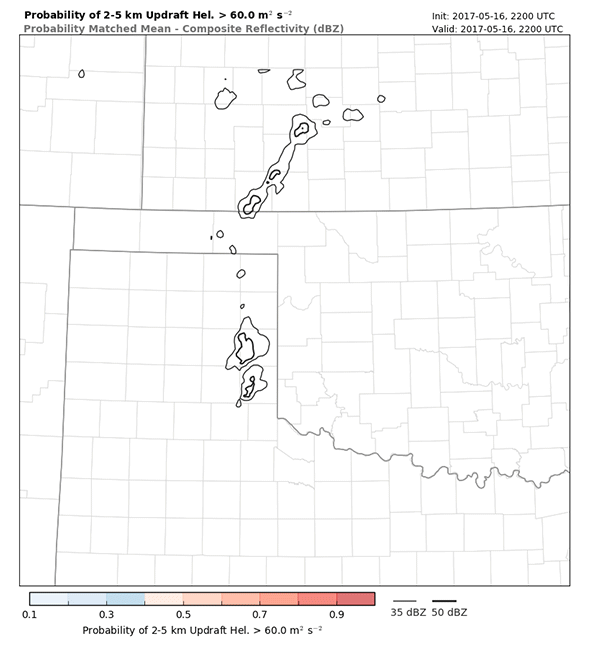 Probability of 2-5 km Updraft Hel. > 60.0 m² s⁻²
Probability Matched Mean - Composite Reflectivity (dBZ)
Init: 2017-05-16, 2200 UTC
Valid: 2017-05-16, 2200 UTC
0.1 0.3 0.5 0.7 0.9
35 dBZ 50 dBZ
Probability of 2-5 km Updraft Hel. > 60.0 m² s⁻²